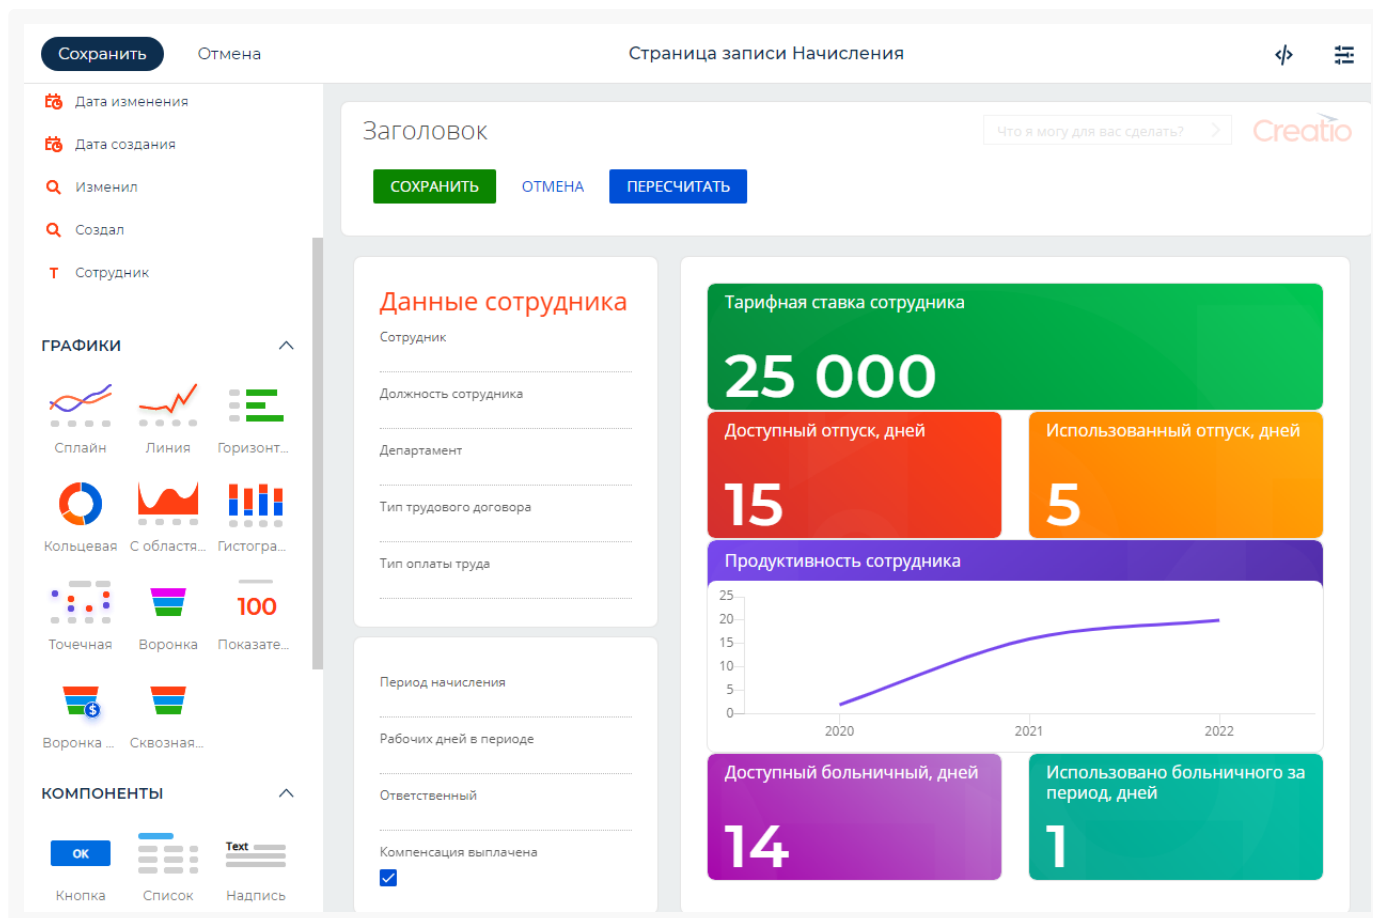 Сохранить
Отмена
Страница записи Начисления
Дата изменения
Дата создания
Изменил
Создал
T Сотрудник
ГРАФИКИ
Сплайн
Линия
Горизонт...
Кольцевая
С областя...
Гистогра...
100
Точечная
Воронка
Показате...
$
Воронка ...
Сквозная...
КОМПОНЕНТЫ
OK
Text
Кнопка
Список
Надпись
Заголовок
Что я могу для вас сделать?
Creatio
СОХРАНИТЬ
ОТМЕНА
ПЕРЕСЧИТАТЬ
Данные сотрудника
Сотрудник
Должность сотрудника
Департамент
Тип трудового договора
Тип оплаты труда
Период начисления
Рабочих дней в периоде
Ответственный
Компенсация выплачена
Тарифная ставка сотрудника
25 000
Доступный отпуск, дней
15
Использованный отпуск, дней
5
Продуктивность сотрудника
25
20
15
10
5
0
2020
2021
2022
Доступный больничный, дней
14
Использовано больничного за
период, дней
1